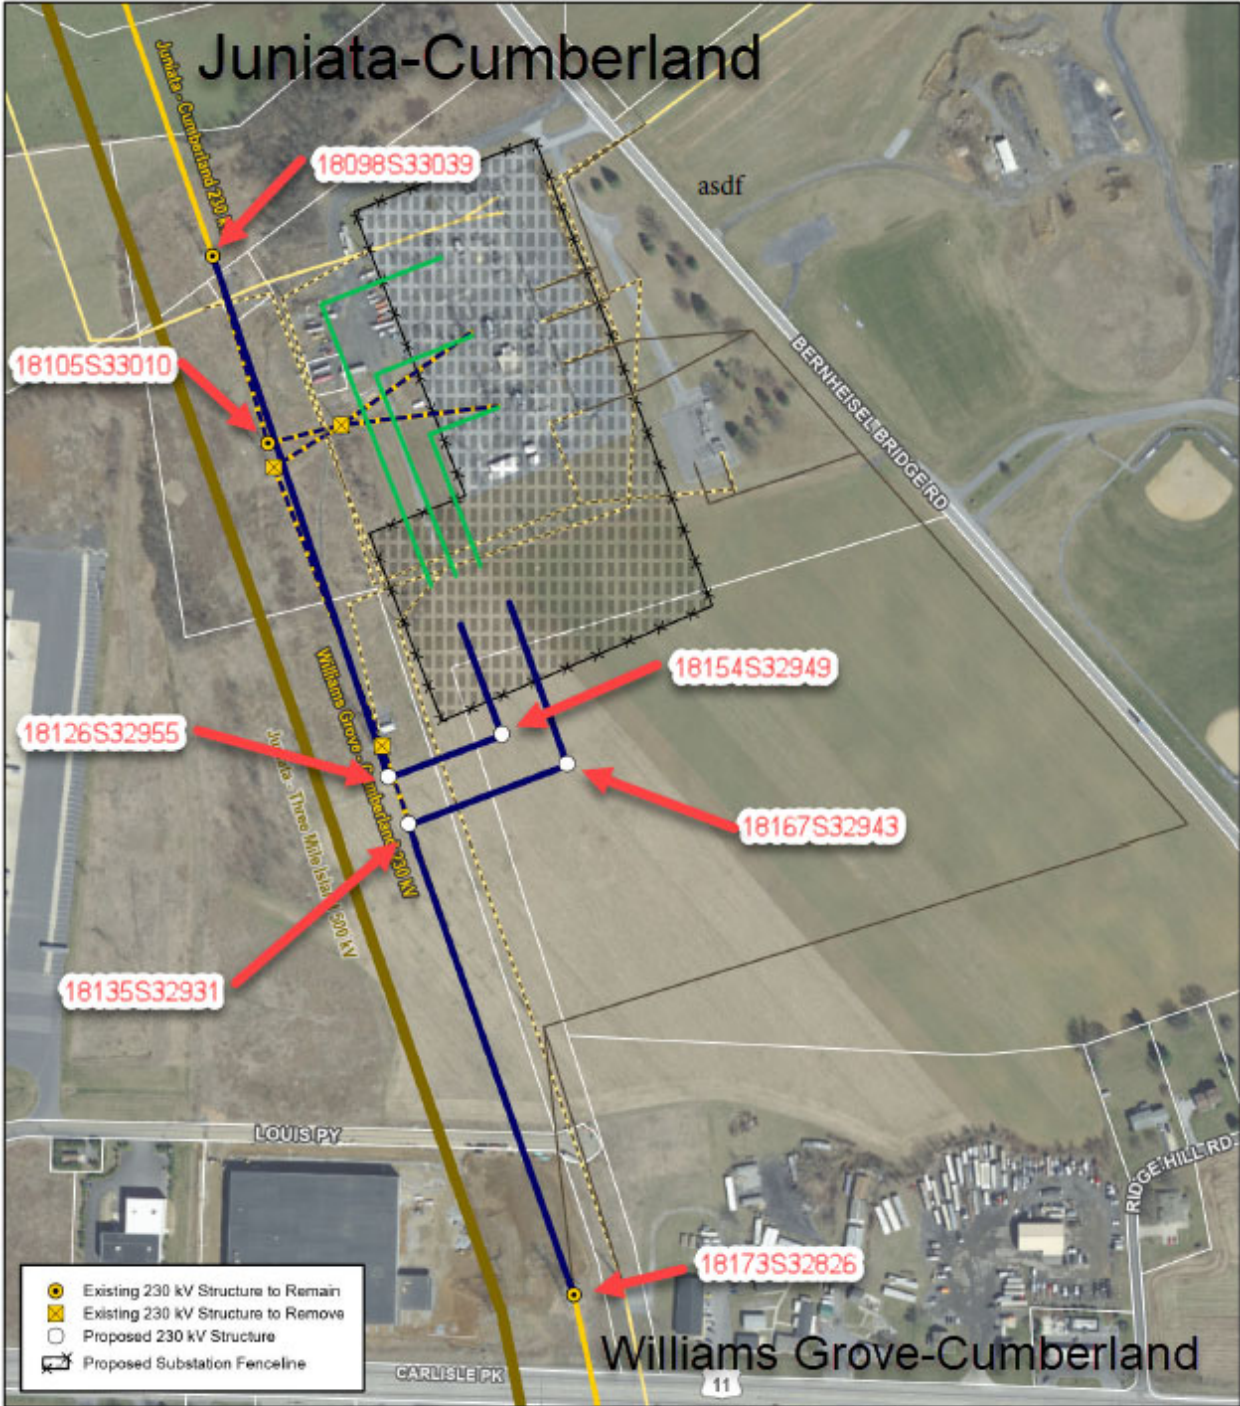 Juniata-Cumberland
Juniata - Cumberland 230 k
18098S33039
asdf
18105S33010
BERNHEISEL BRIDGE RD
18154S32949
18126S32955
Williams Grove - Cumberland 230 kV
Juniata - Three Mile Island 500 kV
18167S32943
18135S32931
LOUIS PY
RIDGE HILL RD
18173S32826
Existing 230 kV Structure to Remain
Existing 230 kV Structure to Remove
Proposed 230 kV Structure
Proposed Substation Fenceline
Williams Grove-Cumberland
CARLISLE PK
11